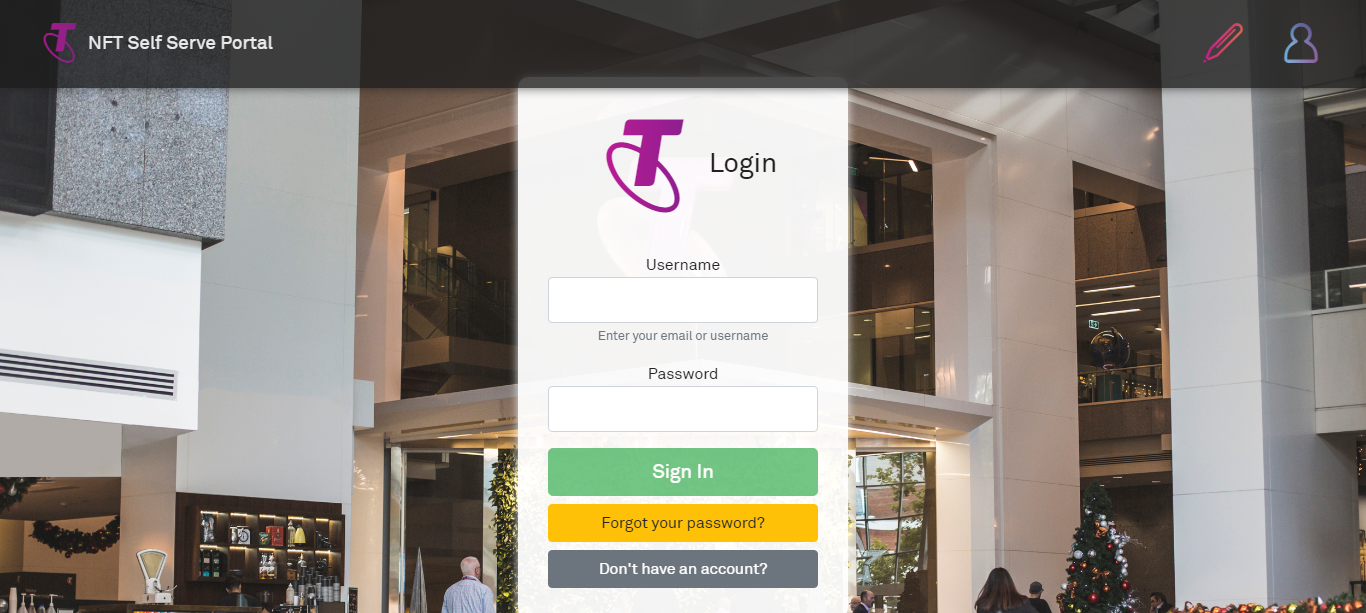 NFT Self Serve Portal
Login
Username
Enter your email or username
Password
Sign In
Forgot your password?
Don't have an account?